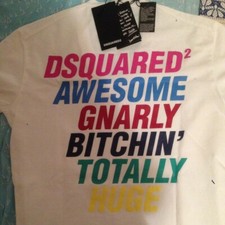 DSQUARED²
AWESOME
GNARLY
BITCHIN'
TOTALLY
HUGE